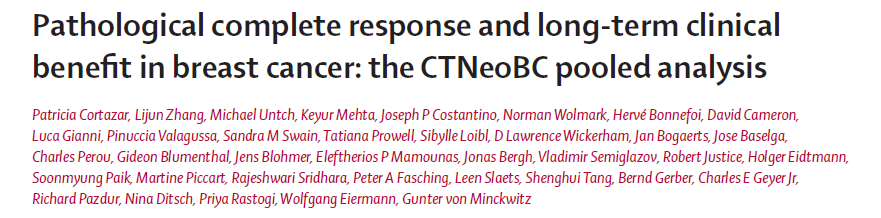 Pathological complete response and long-term clinical
benefit in breast cancer: the CTNeoBC pooled analysis
Patricia Cortazar, Lijun Zhang, Michael Untch, Keyur Mehta, Joseph P Costantino, Norman Wolmark, Hervé Bonnefoi, David Cameron,
Luca Gianni, Pinuccia Valagussa, Sandra M Swain, Tatiana Prowell, Sibylle Loibl, D Lawrence Wickerham, Jan Bogaerts, Jose Baselga,
Charles Perou, Gideon Blumenthal, Jens Blohmer, Eleftherios P Mamounas, Jonas Bergh, Vladimir Semiglazov, Robert Justice, Holger Eidtmann,
Soonmyung Paik, Martine Piccart, Rajeshwari Sridhara, Peter A Fasching, Leen Slaets, Shenghui Tang, Bernd Gerber, Charles E Geyer Jr,
Richard Pazdur, Nina Ditsch, Priya Rastogi, Wolfgang Eiermann, Gunter von Minckwitz